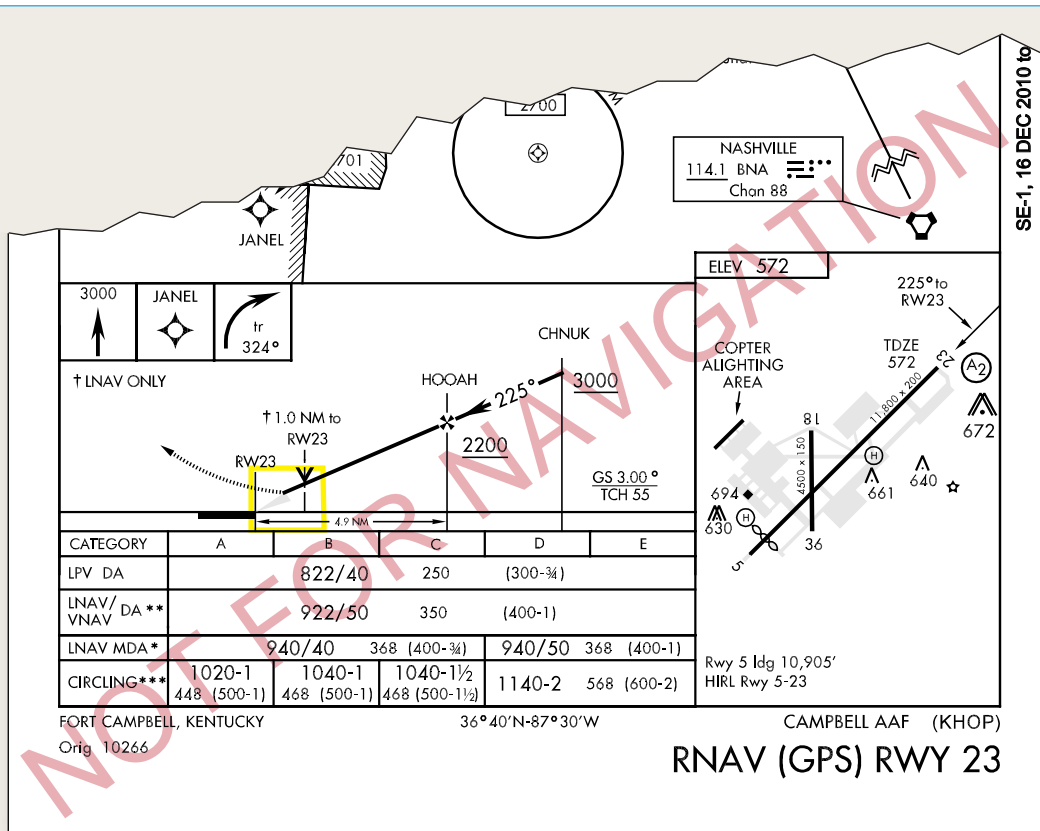 2700
NASHVILLE
114.1 BNA
Chan 88
SE-1, 16 DEC 2010 to
701
JANEL
ELEV 572
3000
JANEL
tr
324°
† LNAV ONLY
CHNUK
HOOAH
225°
3000
2200
† 1.0 NM to
RW23
RW23
GS 3.00°
TCH 55
4.9 NM
225° to
RW23
COPTER
ALIGHTING
AREA
TDZE
572
23
A2
672
11,800 x 200
18
4500 x 150
H
661
640
694
630
H
36
5
Rwy 5 ldg 10,905'
HIRL Rwy 5-23
CATEGORY A B C D E
LPV DA 822/40 250 (300-¾)
LNAV/VNAV DA ** 922/50 350 (400-1)
LNAV MDA * 940/40 368 (400-¾) 940/50 368 (400-1)
CIRCLING *** 1020-1 1040-1 1040-1½ 1140-2 568 (600-2)
448 (500-1) 468 (500-1) 468 (500-1½)
FORT CAMPBELL, KENTUCKY 36°40'N-87°30'W CAMPBELL AAF (KHOP)
Orig 10266
RNAV (GPS) RWY 23
NOT FOR NAVIGATION